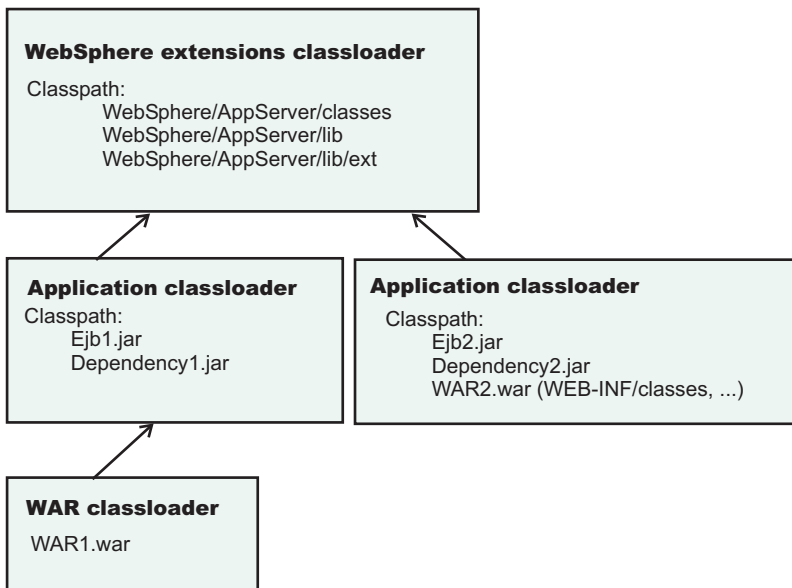 WebSphere extensions classloader
Classpath:
WebSphere/AppServer/classes
WebSphere/AppServer/lib
WebSphere/AppServer/lib/ext
Application classloader
Classpath:
Ejb1.jar
Dependency1.jar
Application classloader
Classpath:
Ejb2.jar
Dependency2.jar
WAR2.war (WEB-INF/classes, ...)
WAR classloader
WAR1.war